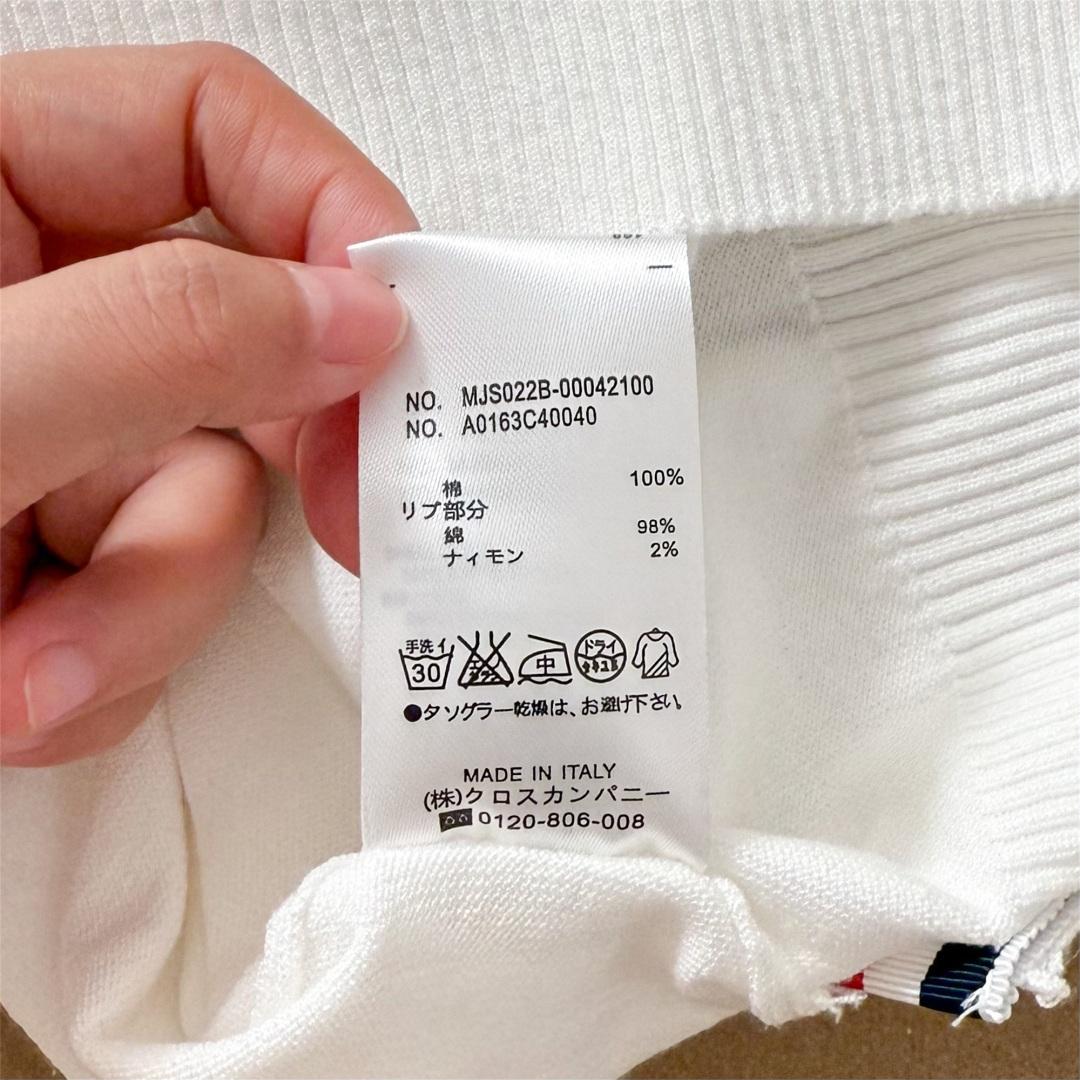 NO. MJS022B-00042100
NO. A0163C40040
棉 100%
リブ部分
綿 98%
ナィモン 2%
手洗イ
30
中
ドライ
●タソグラー乾燥は、お避け下さい。
MADE IN ITALY
(株)クロスカンパニー
0120-806-008